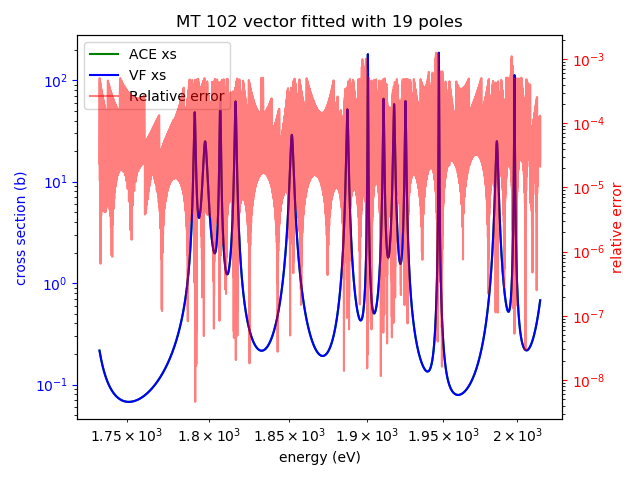 MT 102 vector fitted with 19 poles
ACE xs
VF xs
Relative error
cross section (b)
10²
10¹
10⁰
10⁻¹
10⁻³
10⁻⁴
10⁻⁵
10⁻⁶
10⁻⁷
10⁻⁸
relative error
1.75 × 10³ 1.8 × 10³ 1.85 × 10³ 1.9 × 10³ 1.95 × 10³ 2 × 10³
energy (eV)